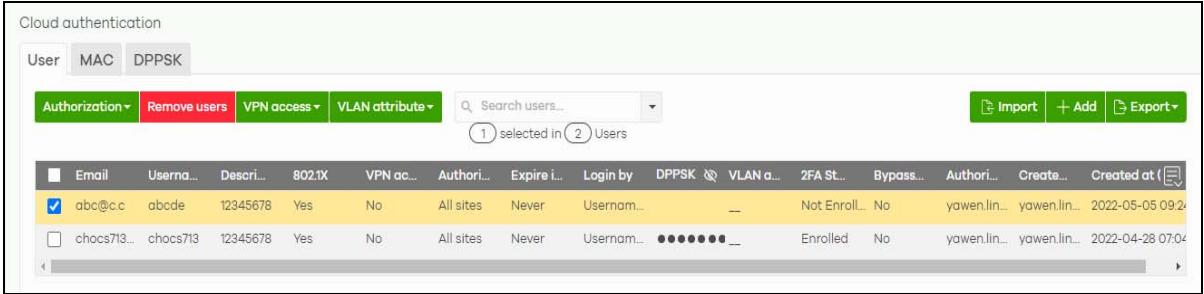 Cloud authentication
User MAC DPPSK
Authorization Remove users VPN access VLAN attribute Search users... Import + Add Export
1 selected in 2 Users
Email Userna... Descri... 802.1X VPN ac... Authori... Expire i... Login by DPPSK VLAN a... 2FA St... Bypass... Authori... Create... Created at (
abc@c.c abcde 12345678 Yes No All sites Never Usernam... __ Not Enroll... No yawen.lin... yawen.lin... 2022-05-05 09:24
chocs713... chocs713 12345678 Yes No All sites Never Usernam... ●●●●●●● __ Enrolled No yawen.lin... yawen.lin... 2022-04-28 07:04